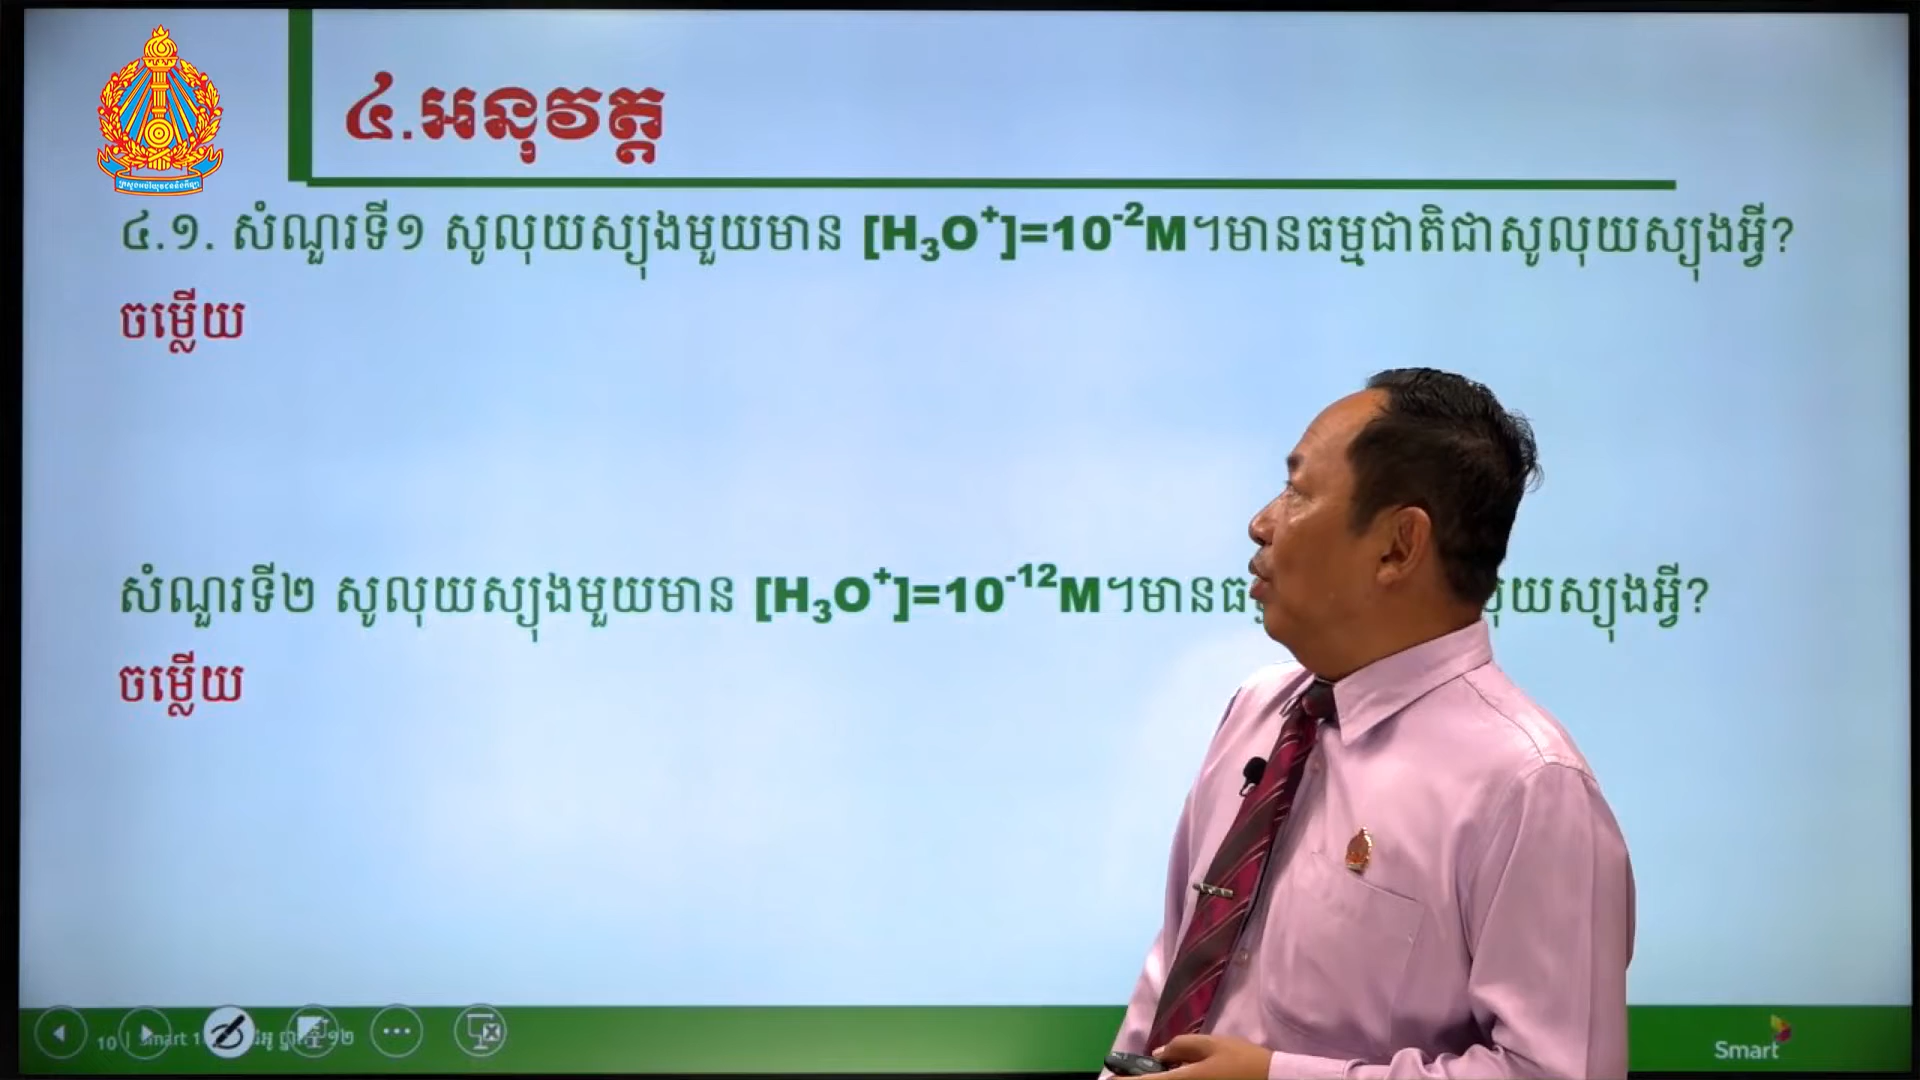 ៤.អនុវត្ត
៤.១. សំណួរទី១ សូលុយស្យុងមួយមាន [H₃O⁺]=10⁻²M។មានធម្មជាតិជាសូលុយស្យុងអ្វី?
ចម្លើយ
សំណួរទី២ សូលុយស្យុងមួយមាន [H₃O⁺]=10⁻¹²M។មានធ លុយស្យុងអ្វី?
ចម្លើយ
10 | Smart 1
Smart